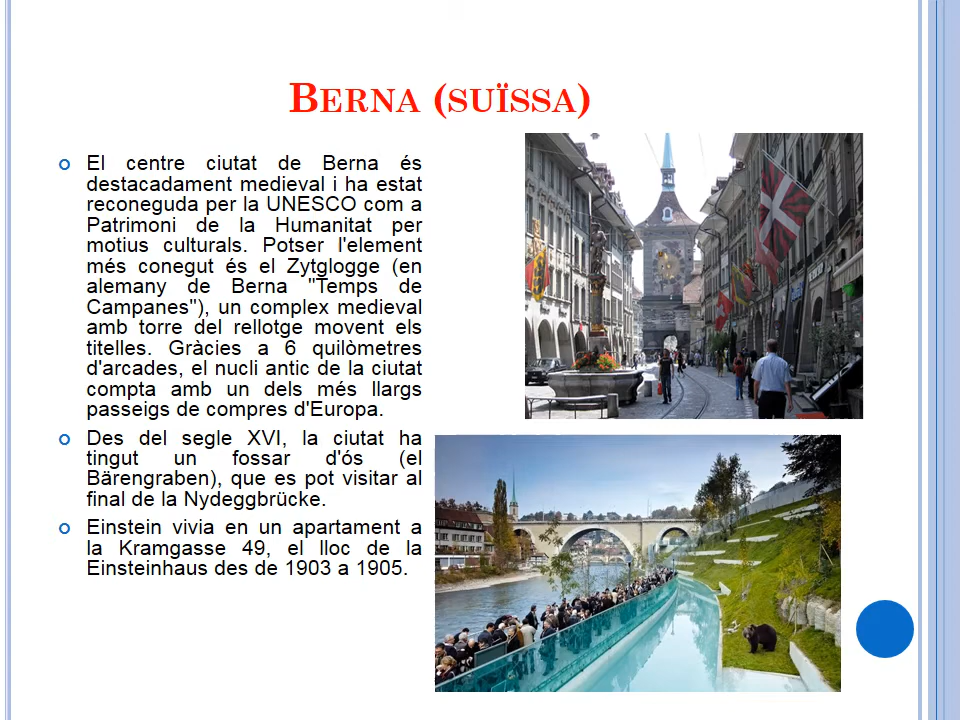 BERNA (SUÏSSA)
El centre ciutat de Berna és
destacadament medieval i ha estat
reconeguda per la UNESCO com a
Patrimoni de la Humanitat per
motius culturals. Potser l'element
més conegut és el Zytglogge (en
alemany de Berna "Temps de
Campanes"), un complex medieval
amb torre del rellotge movent els
titelles. Gràcies a 6 quilòmetres
d'arcades, el nucli antic de la ciutat
compta amb un dels més llargs
passeigs de compres d'Europa.
Des del segle XVI, la ciutat ha
tingut un fossar d'ós (el
Bärengraben), que es pot visitar al
final de la Nydeggbrücke.
Einstein vivia en un apartament a
la Kramgasse 49, el lloc de la
Einsteinhaus des de 1903 a 1905.